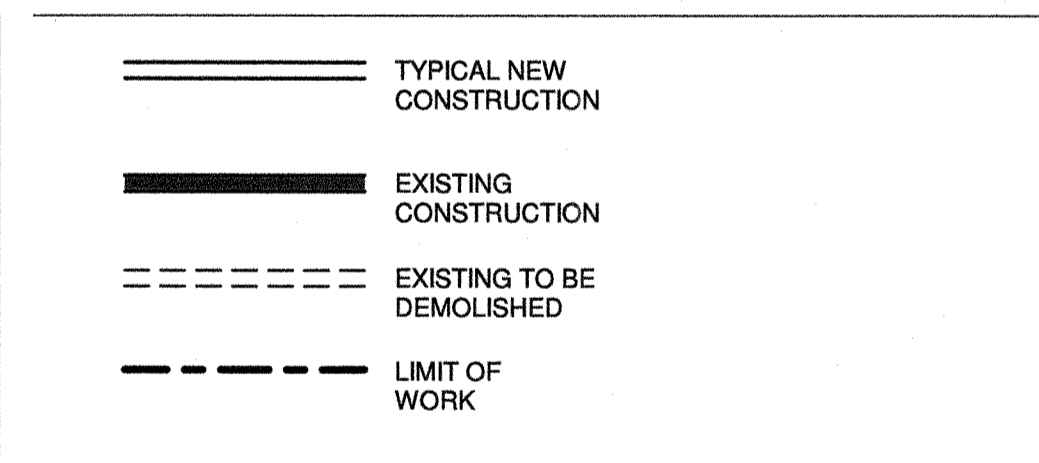 TYPICAL NEW
CONSTRUCTION
EXISTING
CONSTRUCTION
EXISTING TO BE
DEMOLISHED
LIMIT OF
WORK